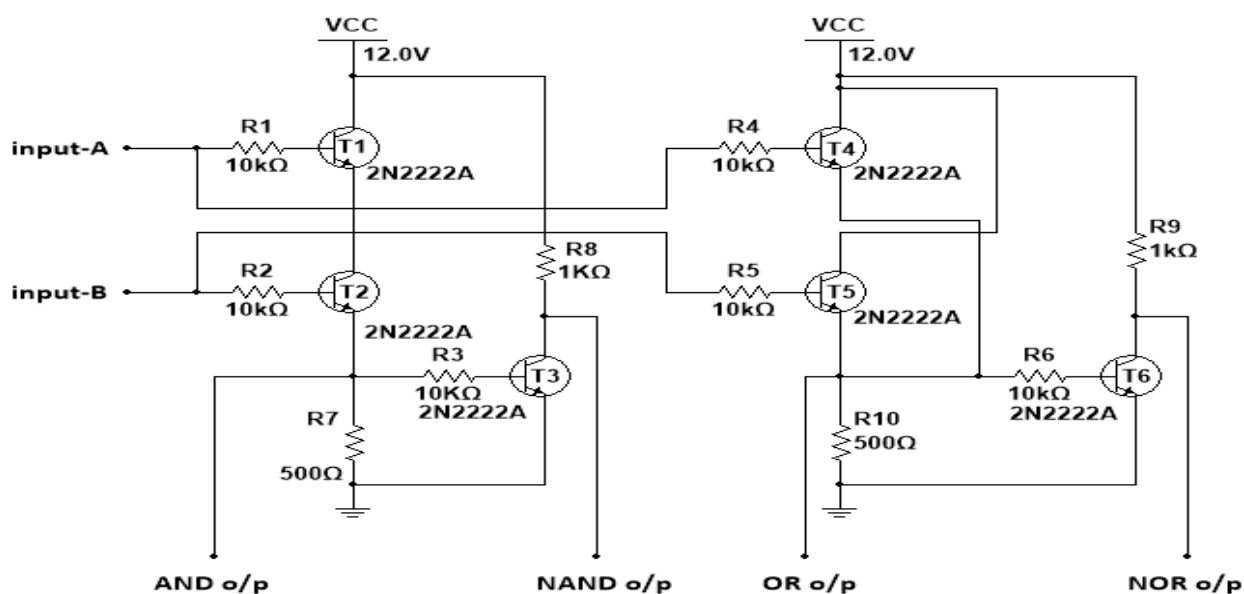 VCC
12.0V
VCC
12.0V
R1
10kΩ
T1
2N2222A
input-A
R4
10kΩ
T4
2N2222A
R8
1KΩ
R9
1kΩ
input-B
R2
10kΩ
T2
2N2222A
R5
10kΩ
T5
2N2222A
R3
10KΩ
T3
2N2222A
R6
10kΩ
T6
2N2222A
R7
500Ω
R10
500Ω
AND o/p
NAND o/p
OR o/p
NOR o/p